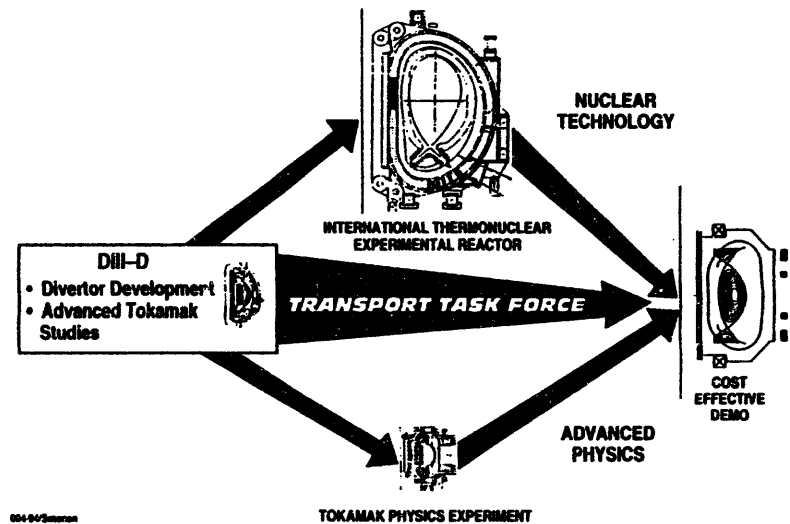 NUCLEAR
TECHNOLOGY
INTERNATIONAL THERMONUCLEAR
EXPERIMENTAL REACTOR
DIII–D
• Divertor Development
• Advanced Tokamak
Studies
TRANSPORT TASK FORCE
COST
EFFECTIVE
DEMO
ADVANCED
PHYSICS
TOKAMAK PHYSICS EXPERIMENT